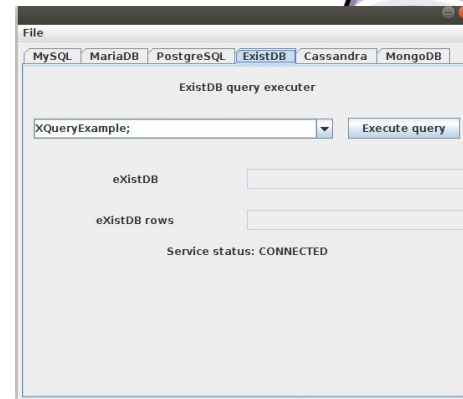 File
MySQL MariaDB PostgreSQL ExistDB Cassandra MongoDB
ExistDB query executer
XQueryExample; Execute query
eXistDB
eXistDB rows
Service status: CONNECTED